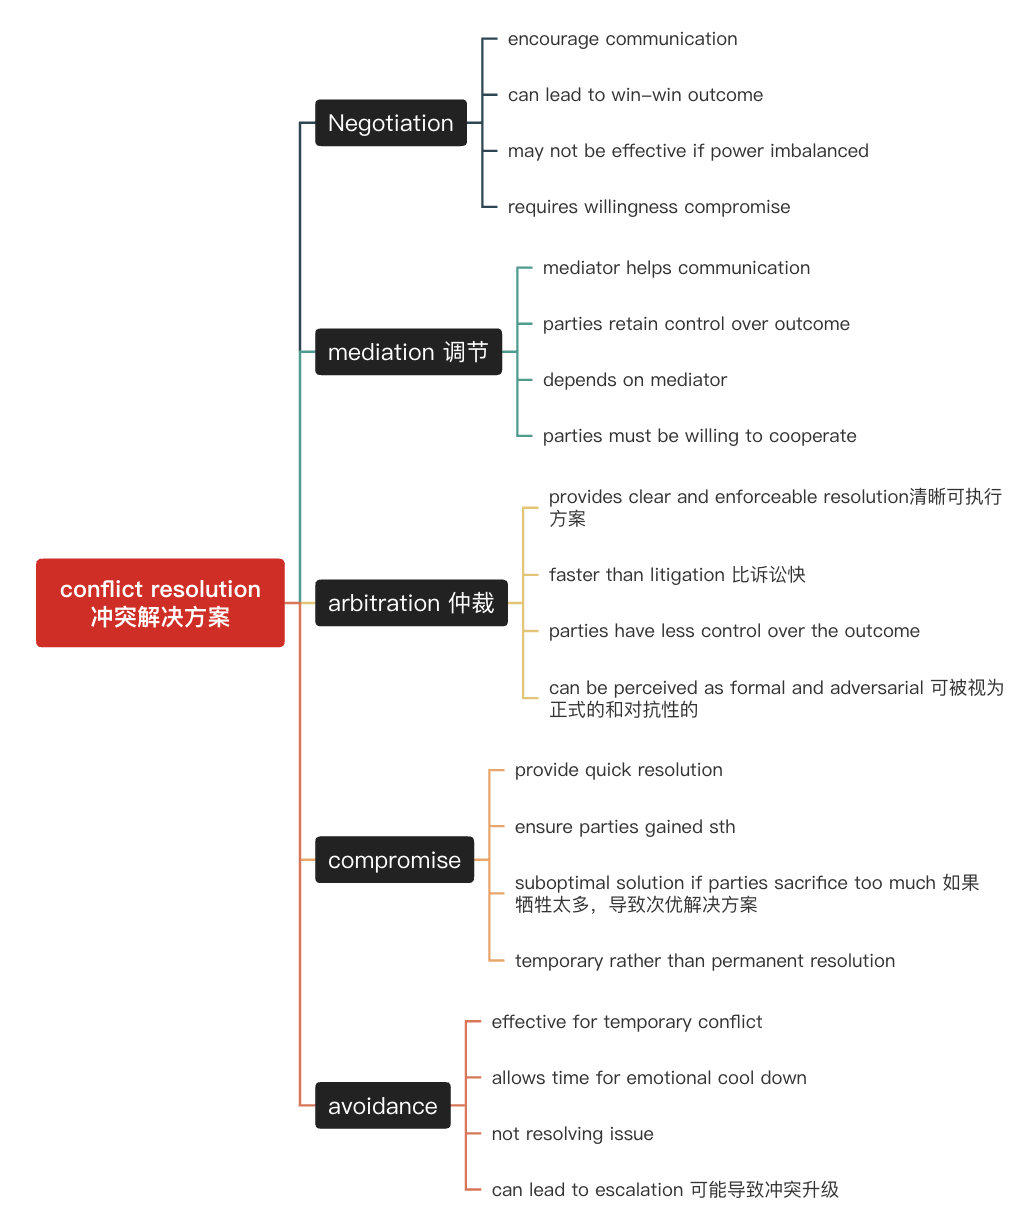 conflict resolution
冲突解决方案
Negotiation
encourage communication
can lead to win–win outcome
may not be effective if power imbalanced
requires willingness compromise
mediation 调节
mediator helps communication
parties retain control over outcome
depends on mediator
parties must be willing to cooperate
arbitration 仲裁
provides clear and enforceable resolution清晰可执行
方案
faster than litigation 比诉讼快
parties have less control over the outcome
can be perceived as formal and adversarial 可被视为
正式的和对抗性的
compromise
provide quick resolution
ensure parties gained sth
suboptimal solution if parties sacrifice too much 如果
牺牲太多，导致次优解决方案
temporary rather than permanent resolution
avoidance
effective for temporary conflict
allows time for emotional cool down
not resolving issue
can lead to escalation 可能导致冲突升级